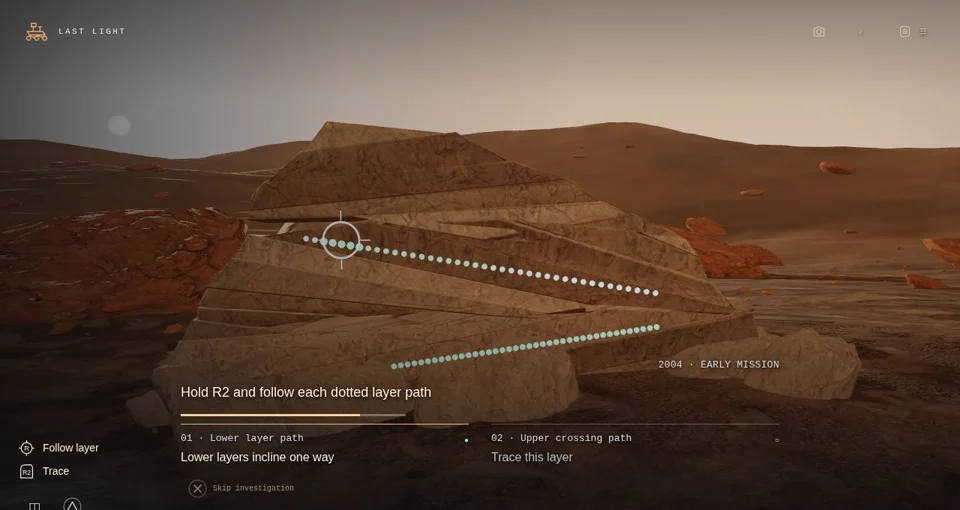 LAST LIGHT
2004 · EARLY MISSION
Hold R2 and follow each dotted layer path
01 · Lower layer path
02 · Upper crossing path
Lower layers incline one way
Trace this layer
R Follow layer
R2 Trace
Skip investigation